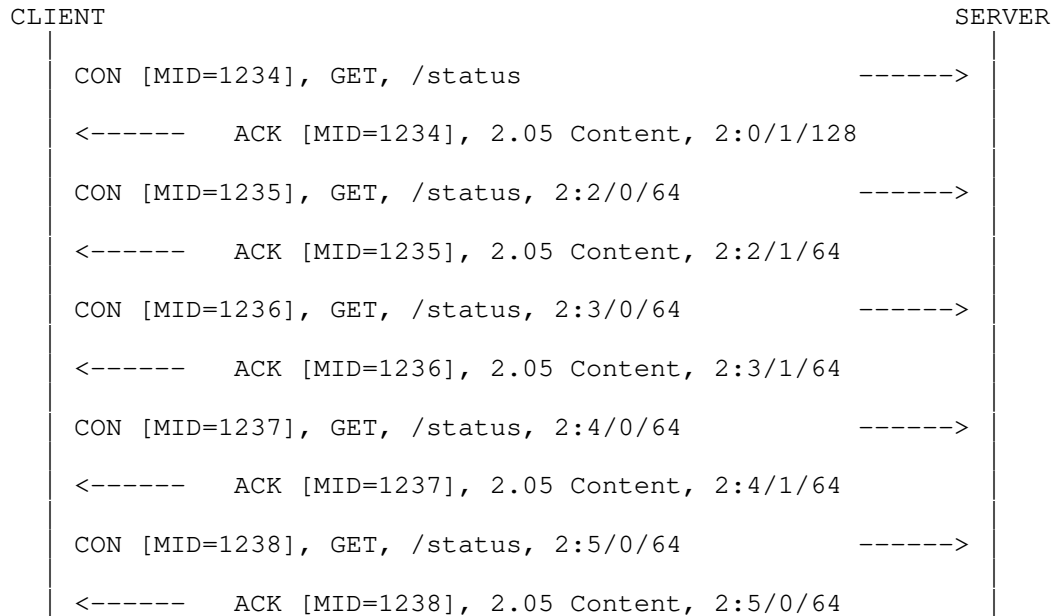 CLIENT SERVER
CON [MID=1234], GET, /status ------>
<------ ACK [MID=1234], 2.05 Content, 2:0/1/128
CON [MID=1235], GET, /status, 2:2/0/64 ------>
<------ ACK [MID=1235], 2.05 Content, 2:2/1/64
CON [MID=1236], GET, /status, 2:3/0/64 ------>
<------ ACK [MID=1236], 2.05 Content, 2:3/1/64
CON [MID=1237], GET, /status, 2:4/0/64 ------>
<------ ACK [MID=1237], 2.05 Content, 2:4/1/64
CON [MID=1238], GET, /status, 2:5/0/64 ------>
<------ ACK [MID=1238], 2.05 Content, 2:5/0/64